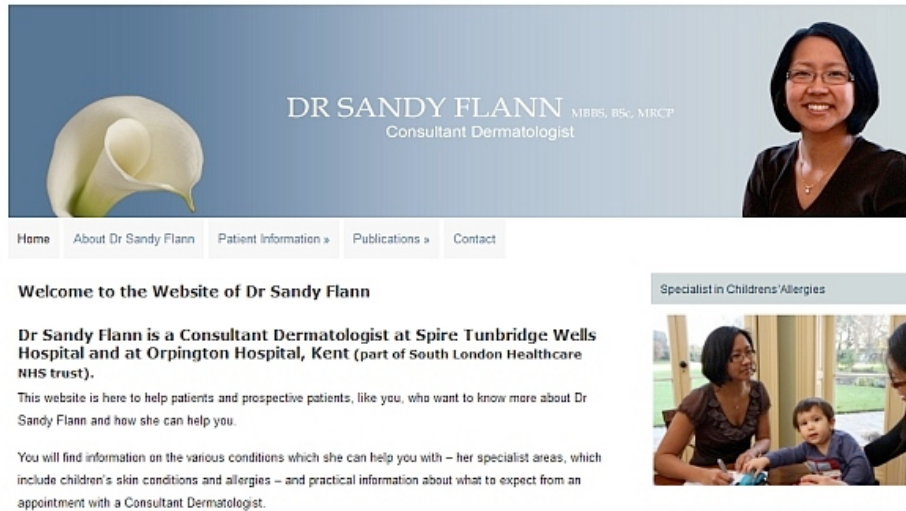 DR SANDY FLANN MBBS, BSc, MRCP
Consultant Dermatologist
Home About Dr Sandy Flann Patient Information » Publications » Contact
Welcome to the Website of Dr Sandy Flann
Dr Sandy Flann is a Consultant Dermatologist at Spire Tunbridge Wells
Hospital and at Orpington Hospital, Kent (part of South London Healthcare
NHS trust).
This website is here to help patients and prospective patients, like you, who want to know more about Dr
Sandy Flann and how she can help you.
You will find information on the various conditions which she can help you with – her specialist areas, which
include children's skin conditions and allergies – and practical information about what to expect from an
appointment with a Consultant Dermatologist.
Specialist in Childrens'Allergies